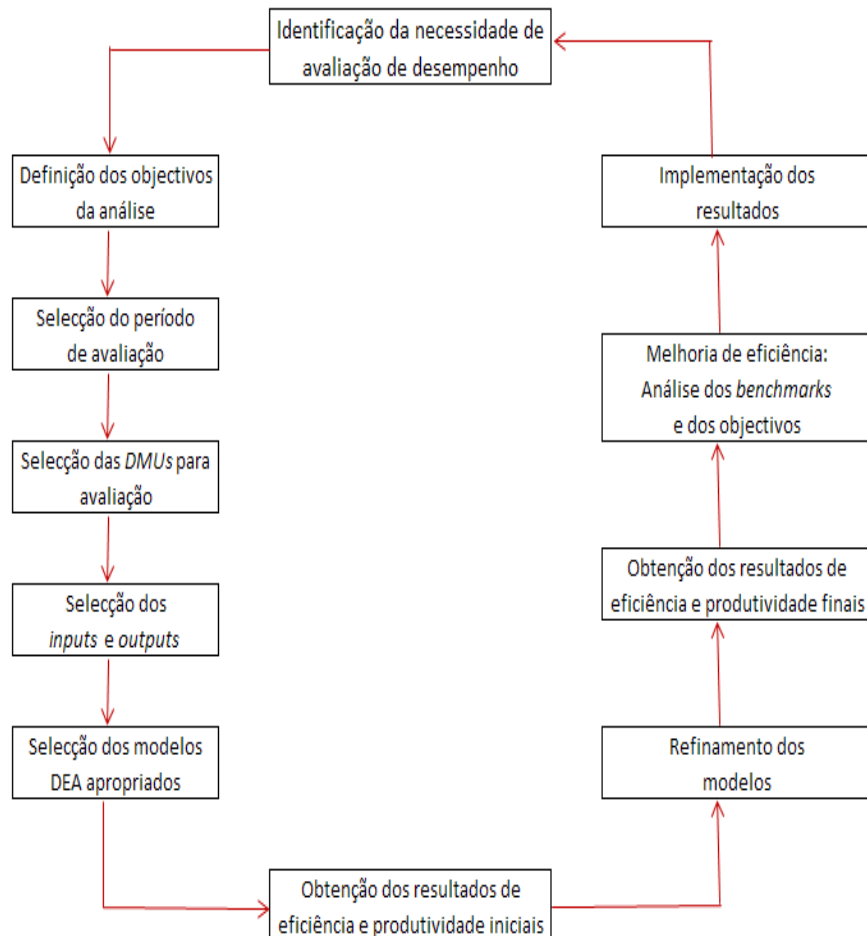 Identificação da necessidade de
avaliação de desempenho
Definição dos objectivos
da análise
Selecção do período
de avaliação
Selecção das DMUs para
avaliação
Selecção dos
inputs e outputs
Selecção dos modelos
DEA apropriados
Obtenção dos resultados de
eficiência e produtividade iniciais
Refinamento dos
modelos
Obtenção dos resultados de
eficiência e produtividade finais
Melhoria de eficiência:
Análise dos benchmarks
e dos objectivos
Implementação dos
resultados